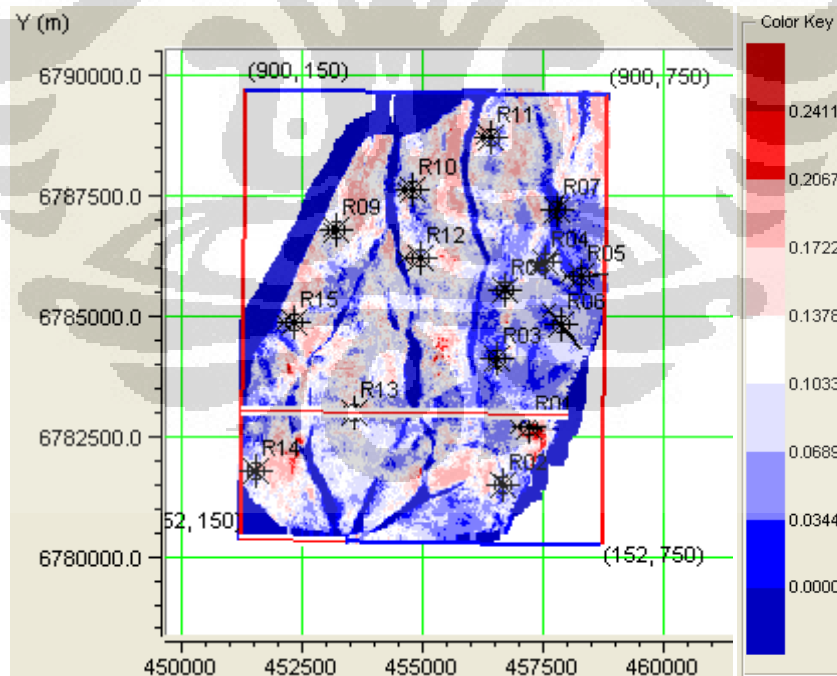 Y (m)
Color Key
6790000.0
(900, 150)
(900, 750)
0.2411
R11
0.2067
R10
6787500.0
R07
R09
0.1722
R12
R04
R05
R15
R06
6785000.0
0.1378
R03
0.1033
R13
R01
6782500.0
0.0689
R14
R02
0.0344
52, 150)
6780000.0
(152, 750)
0.0000
450000
452500
455000
457500
460000